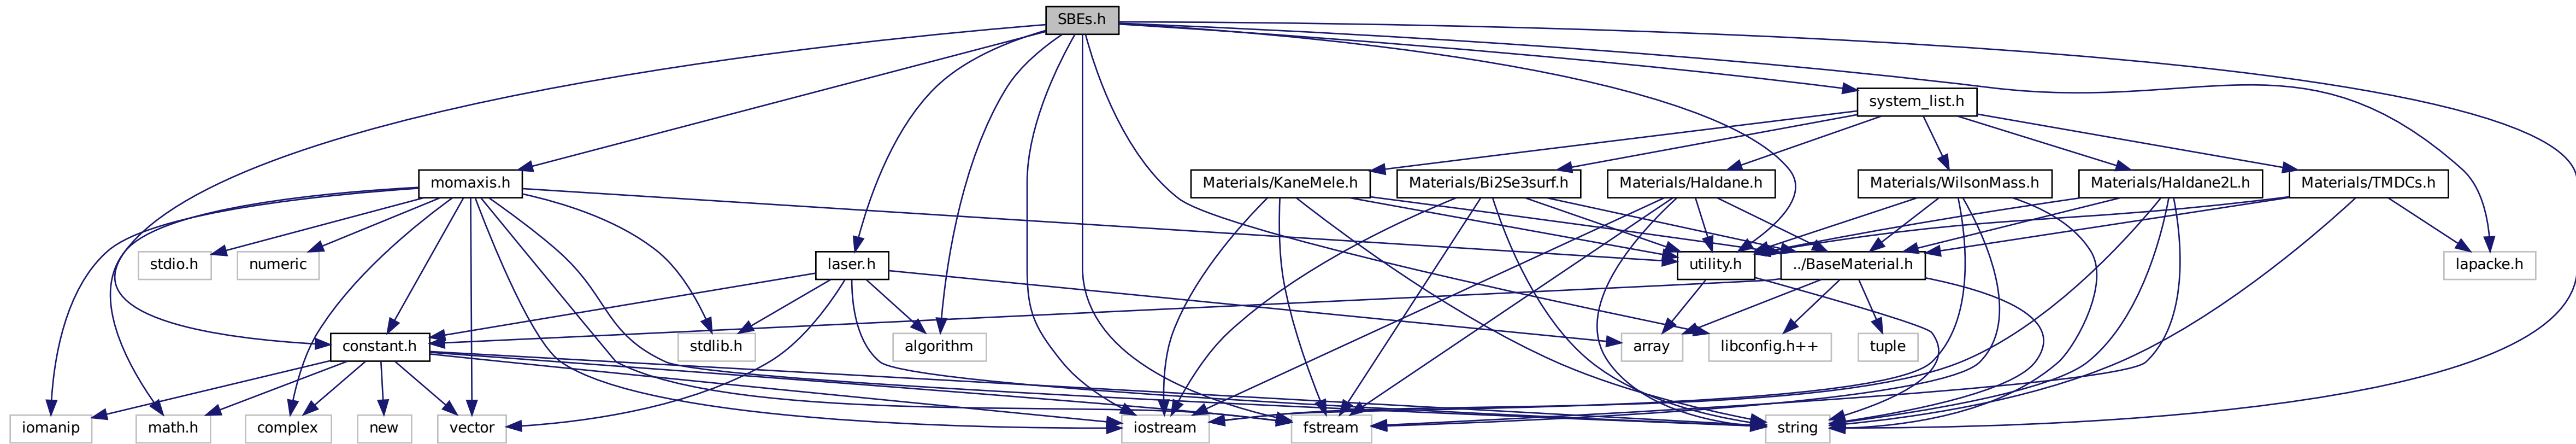 SBEs.h
system_list.h
momaxis.h
Materials/KaneMele.h
Materials/Bi2Se3surf.h
Materials/Haldane.h
Materials/WilsonMass.h
Materials/Haldane2L.h
Materials/TMDCs.h
stdio.h
numeric
laser.h
utility.h
../BaseMaterial.h
lapacke.h
constant.h
stdlib.h
algorithm
array
libconfig.h++
tuple
iomanip
math.h
complex
new
vector
iostream
fstream
string